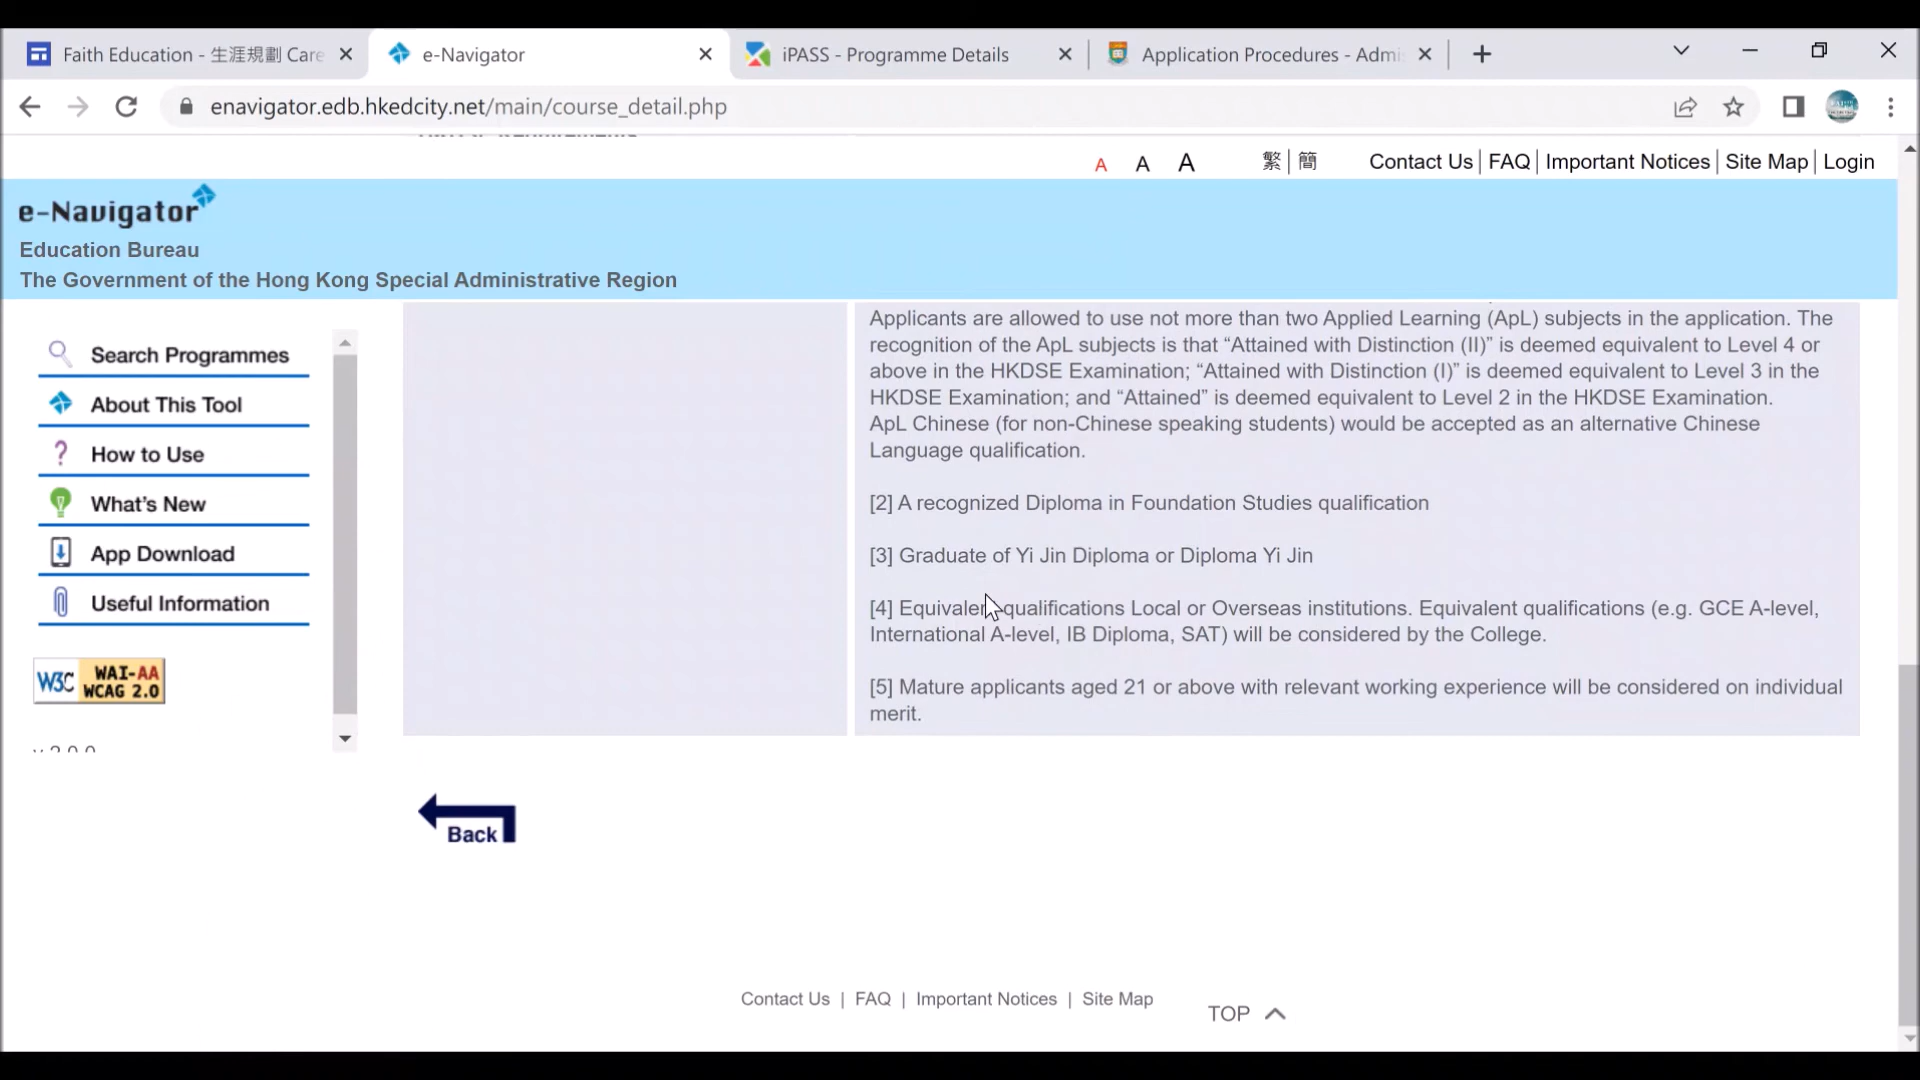 Faith Education - 生涯規劃 Care
e-Navigator
iPASS - Programme Details
Application Procedures - Admi
enavigator.edb.hkedcity.net/main/course_detail.php
A A A 繁 | 簡 Contact Us | FAQ | Important Notices | Site Map | Login
e-Navigator
Education Bureau
The Government of the Hong Kong Special Administrative Region
Search Programmes
About This Tool
How to Use
What's New
App Download
Useful Information
W3C WAI-AA
WCAG 2.0
Applicants are allowed to use not more than two Applied Learning (ApL) subjects in the application. The
recognition of the ApL subjects is that “Attained with Distinction (II)” is deemed equivalent to Level 4 or
above in the HKDSE Examination; “Attained with Distinction (I)” is deemed equivalent to Level 3 in the
HKDSE Examination; and “Attained” is deemed equivalent to Level 2 in the HKDSE Examination.
ApL Chinese (for non-Chinese speaking students) would be accepted as an alternative Chinese
Language qualification.
[2] A recognized Diploma in Foundation Studies qualification
[3] Graduate of Yi Jin Diploma or Diploma Yi Jin
[4] Equivalent qualifications Local or Overseas institutions. Equivalent qualifications (e.g. GCE A-level,
International A-level, IB Diploma, SAT) will be considered by the College.
[5] Mature applicants aged 21 or above with relevant working experience will be considered on individual
merit.
Back
Contact Us | FAQ | Important Notices | Site Map
TOP